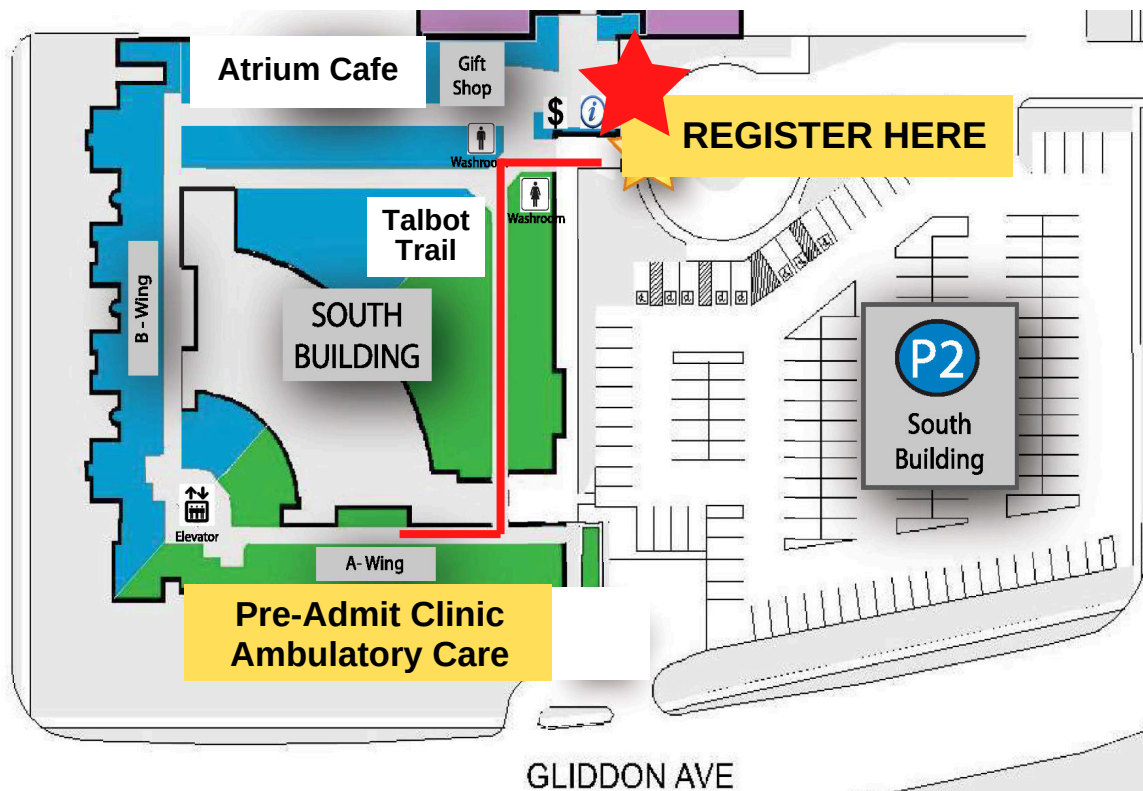 Atrium Cafe
Gift
Shop
$
i
REGISTER HERE
Washroom
Washroom
Talbot
Trail
B - Wing
SOUTH
BUILDING
P2
South
Building
Elevator
A- Wing
Pre-Admit Clinic
Ambulatory Care
GLIDDON AVE